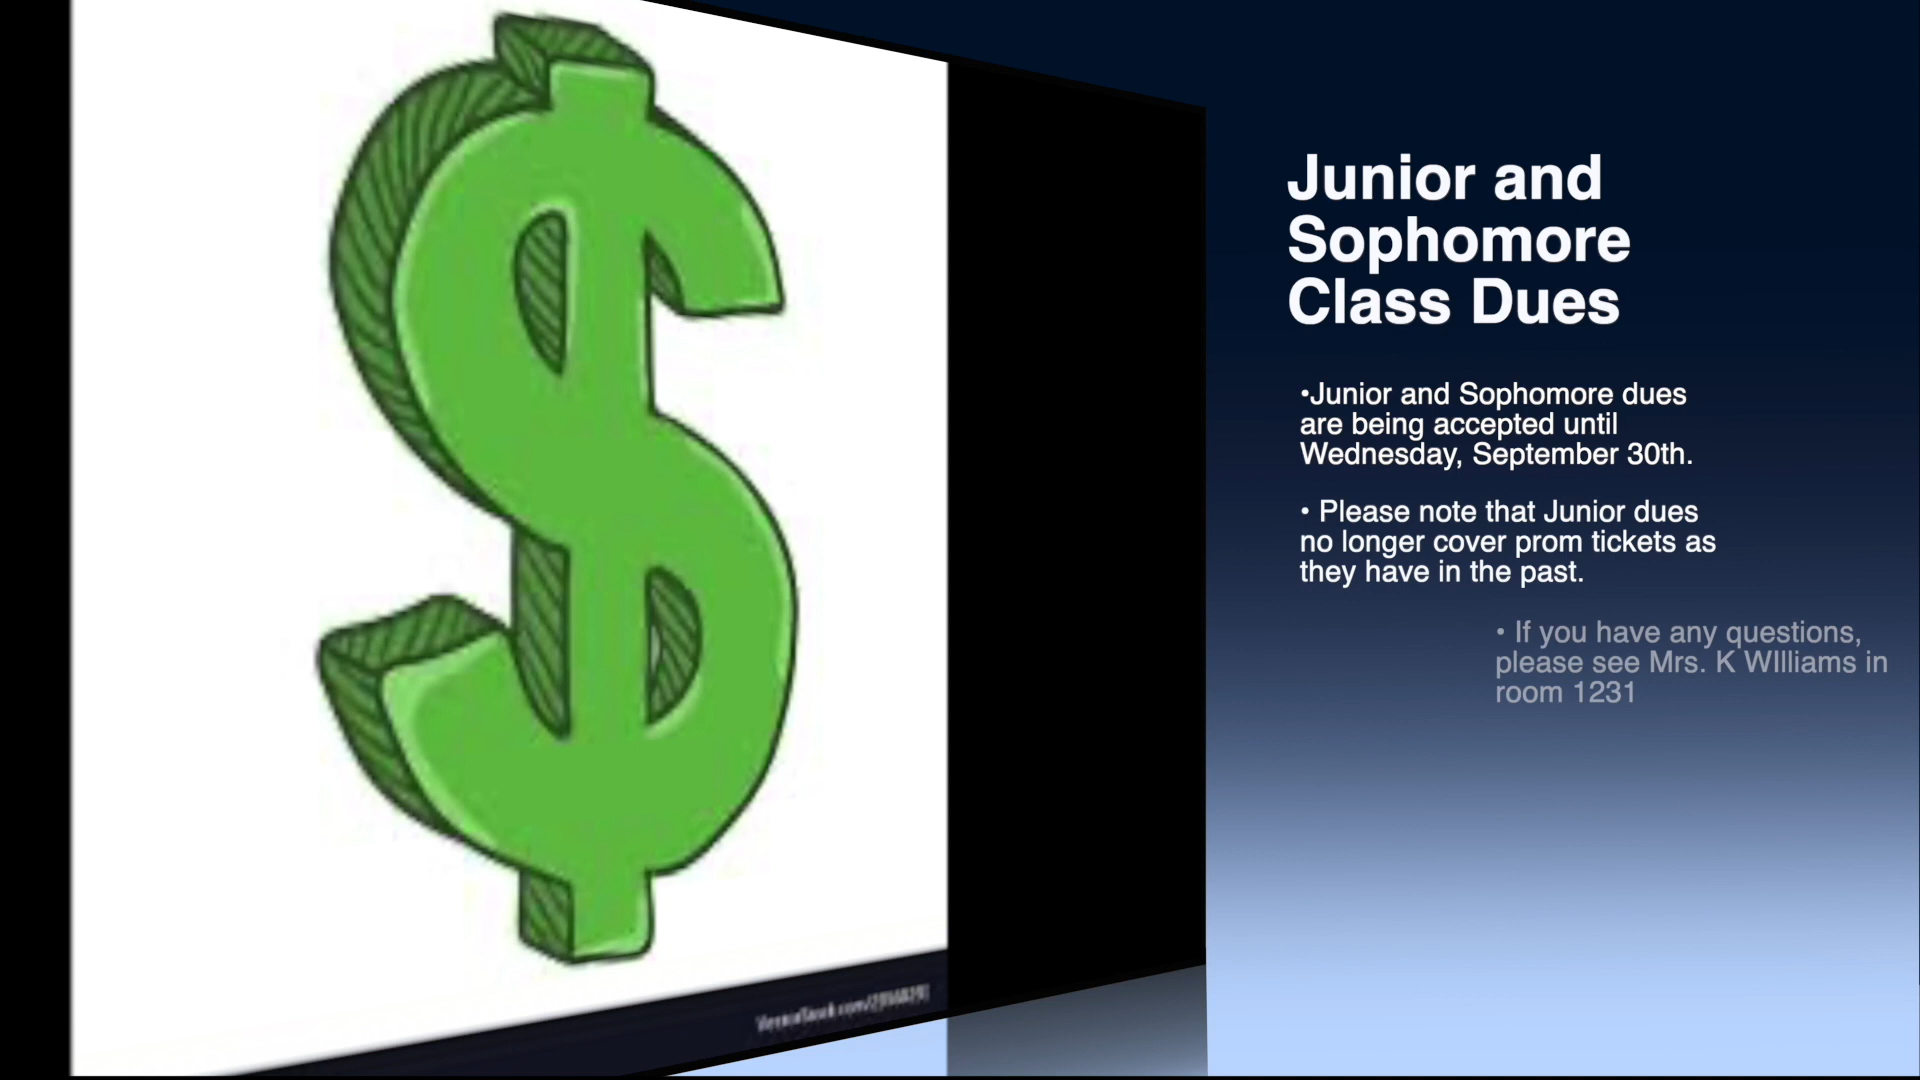 Junior and
Sophomore
Class Dues
•Junior and Sophomore dues
are being accepted until
Wednesday, September 30th.
• Please note that Junior dues
no longer cover prom tickets as
they have in the past.
• If you have any questions,
please see Mrs. K WIlliams in
room 1231